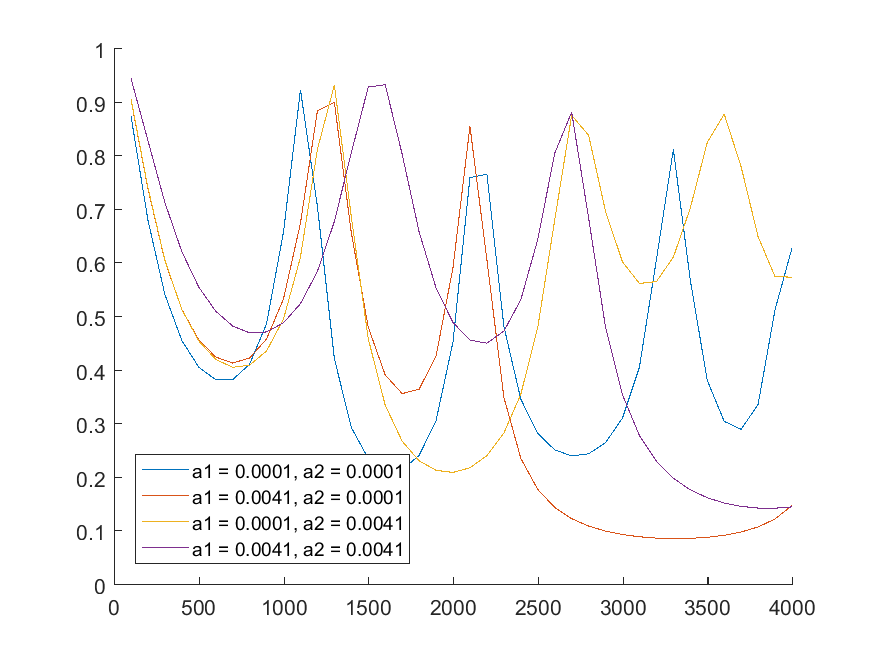 1
0.9
0.8
0.7
0.6
0.5
0.4
0.3
0.2
0.1
0
a1 = 0.0001, a2 = 0.0001
a1 = 0.0041, a2 = 0.0001
a1 = 0.0001, a2 = 0.0041
a1 = 0.0041, a2 = 0.0041
0 500 1000 1500 2000 2500 3000 3500 4000